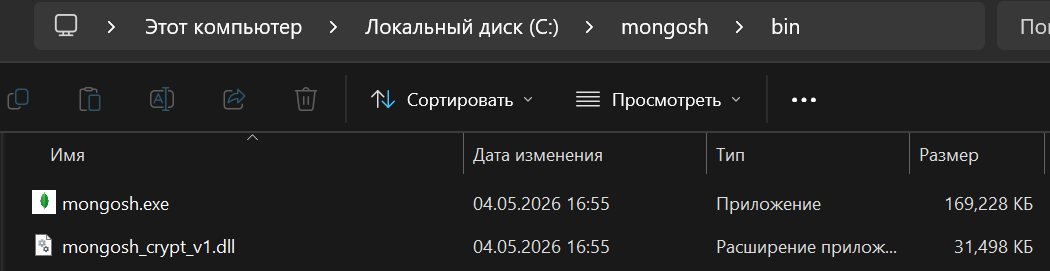 Этот компьютер > Локальный диск (C:) > mongosh > bin
Сортировать Просмотреть •••
Имя Дата изменения Тип Размер
mongosh.exe 04.05.2026 16:55 Приложение 169,228 КБ
mongosh_crypt_v1.dll 04.05.2026 16:55 Расширение прилож... 31,498 КБ